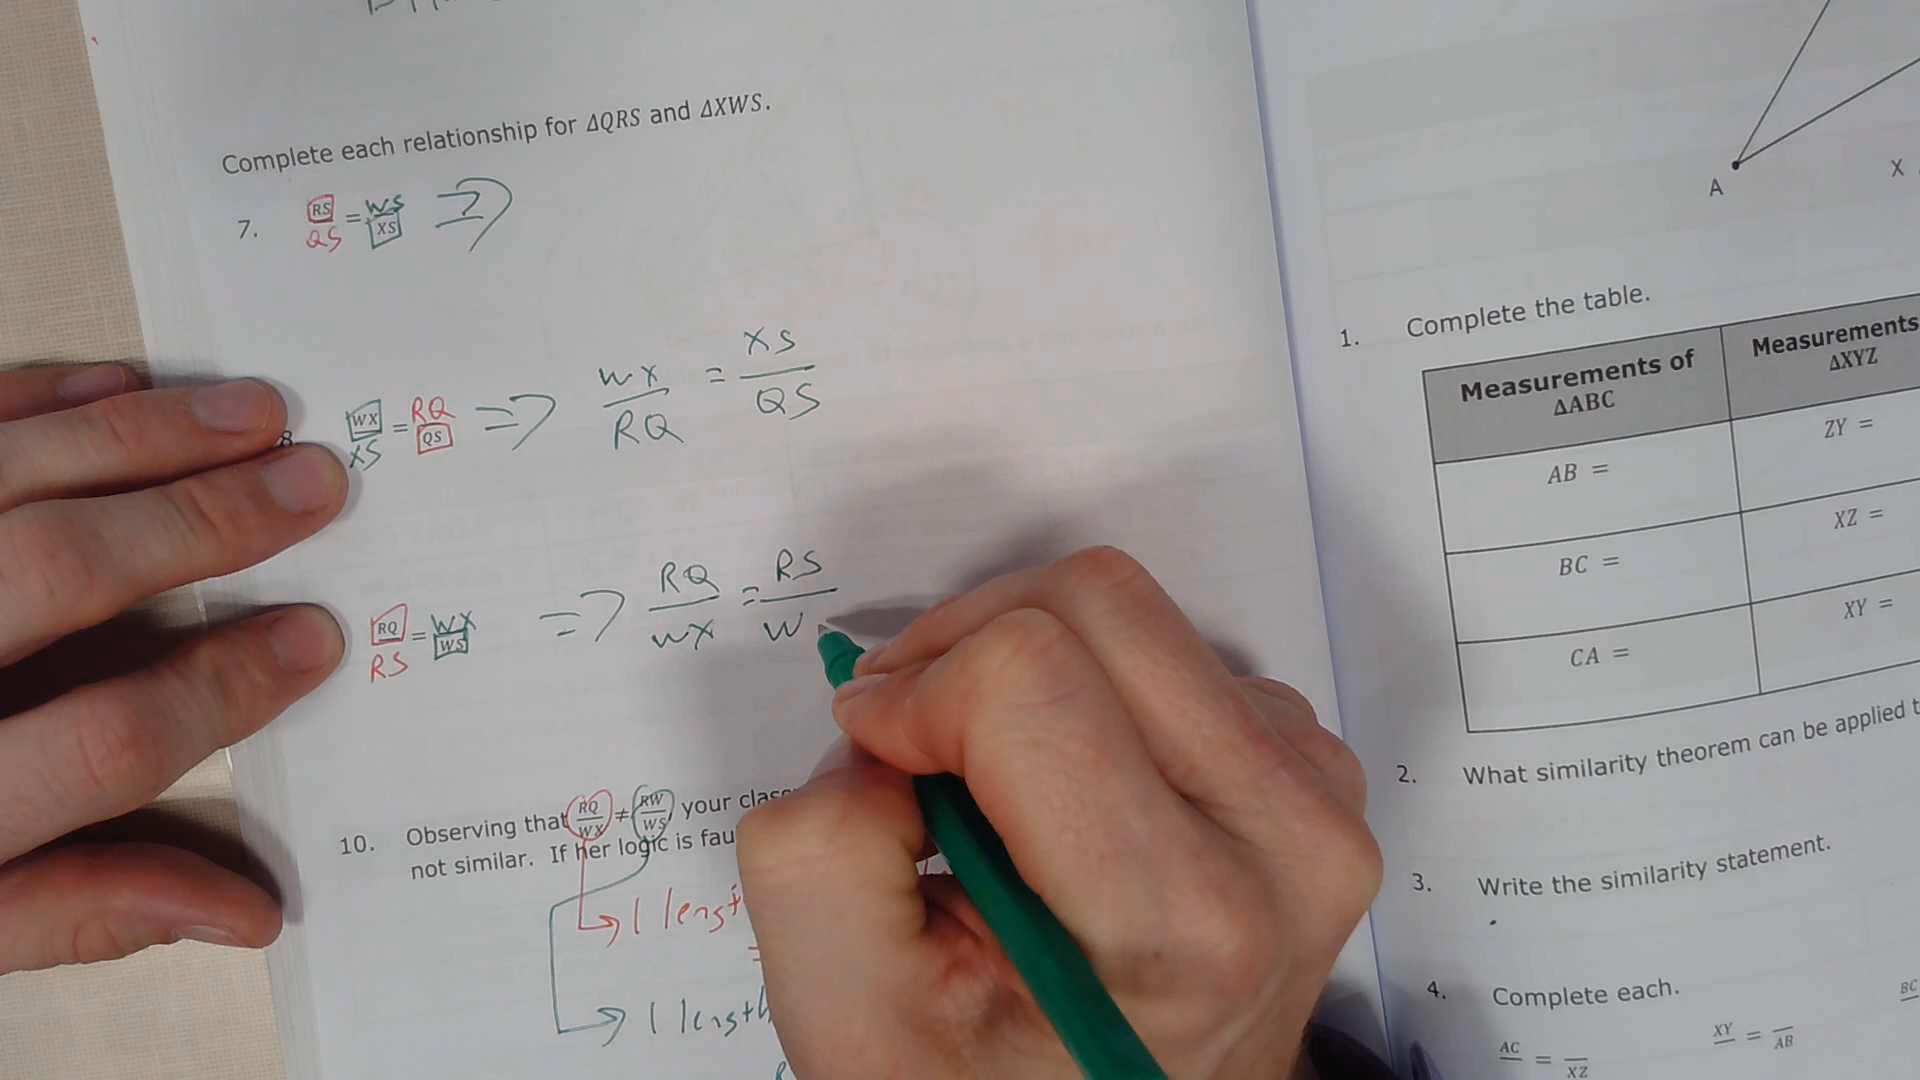 Complete each relationship for ΔQRS and ΔXWS.
7. RS/QS = WS/XS ⇒
8 WX/XS = RQ/QS ⇒ WX/RQ = XS/QS
RQ/RS = WX/WS ⇒ RQ/WX = RS/W
10. Observing that RQ/WX ≠ RW/WS your
not similar. If her logic is
1 length
1 length
A
X
1. Complete the table.
Measurements of ΔABC Measurements ΔXYZ
AB = ZY =
BC = XZ =
CA = XY =
2. What similarity theorem can be applied
3. Write the similarity statement.
4. Complete each.
AC/ = /XZ XY/ = /AB BC